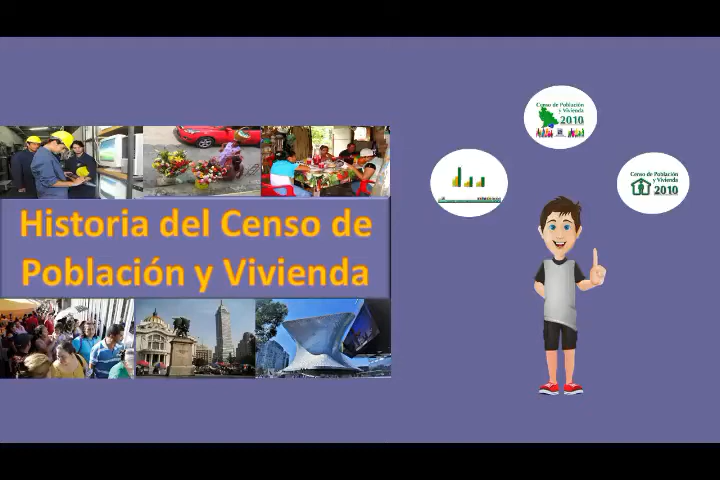 Historia del Censo de
Población y Vivienda
Censo de Población
y Vivienda
2010
Censo de Población
y Vivienda
2010